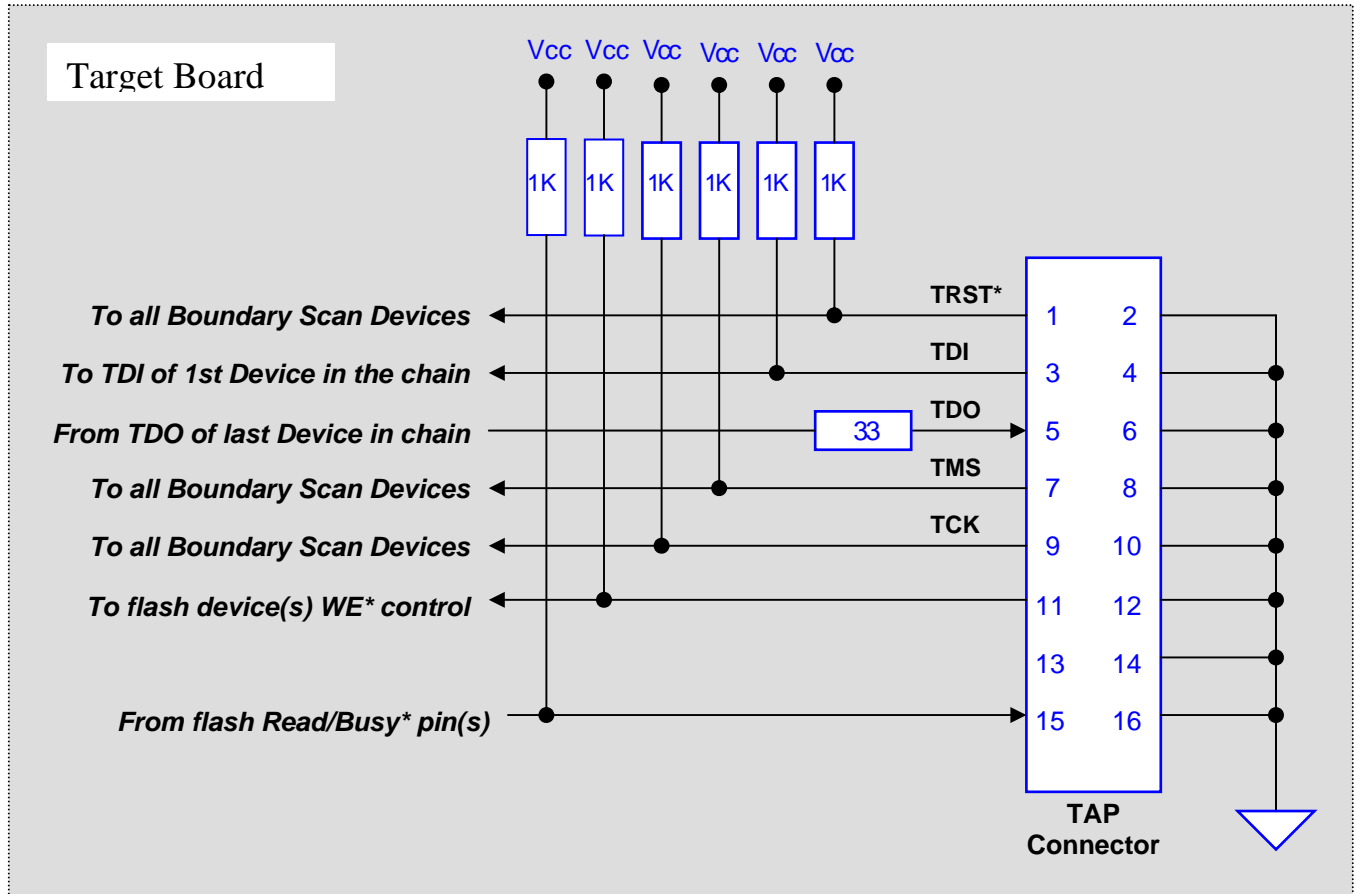 Target Board
Vcc Vcc Vcc Vcc Vcc Vcc
1K 1K 1K 1K 1K 1K
To all Boundary Scan Devices TRST* 1 2
To TDI of 1st Device in the chain TDI 3 4
From TDO of last Device in chain 33 TDO 5 6
To all Boundary Scan Devices TMS 7 8
To all Boundary Scan Devices TCK 9 10
To flash device(s) WE* control 11 12
13 14
From flash Read/Busy* pin(s) 15 16
TAP
Connector